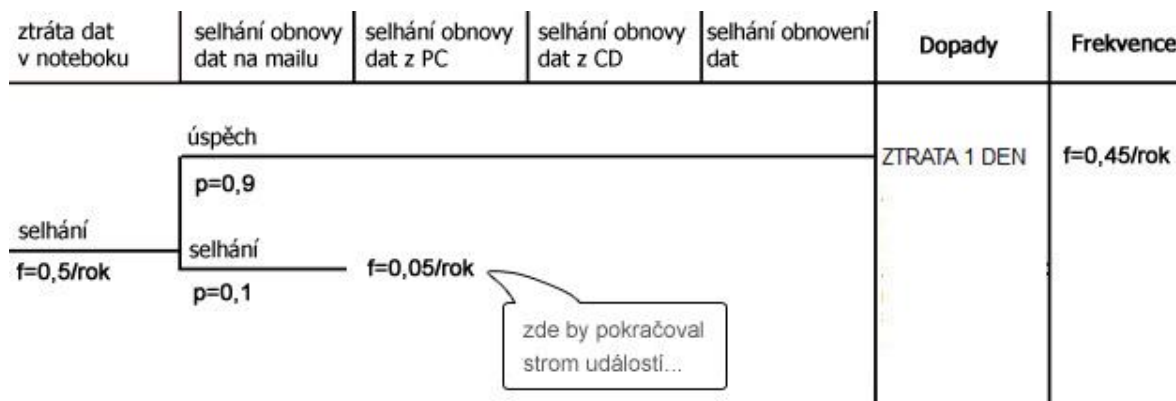 ztráta dat
v noteboku
selhání obnovy
dat na mailu
selhání obnovy
dat z PC
selhání obnovy
dat z CD
selhání obnovení
dat
Dopady
Frekvence
úspěch
p=0,9
ZTRATA 1 DEN
f=0,45/rok
selhání
f=0,5/rok
selhání
p=0,1
f=0,05/rok
zde by pokračoval
strom událostí...